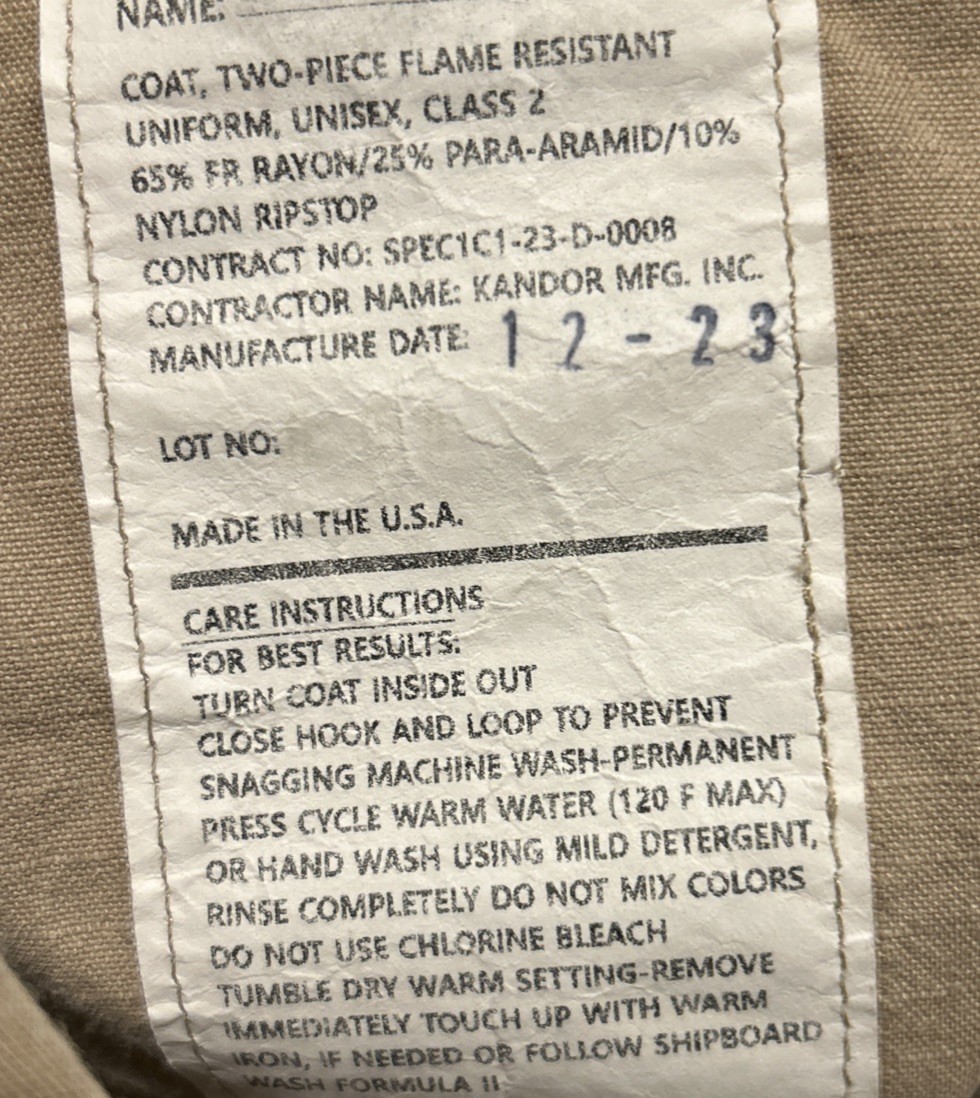 NAME:
COAT, TWO-PIECE FLAME RESISTANT
UNIFORM, UNISEX, CLASS 2
65% FR RAYON/25% PARA-ARAMID/10%
NYLON RIPSTOP
CONTRACT NO: SPEC1C1-23-D-0008
CONTRACTOR NAME: KANDOR MFG. INC.
MANUFACTURE DATE: 12-23
LOT NO:
MADE IN THE U.S.A.
CARE INSTRUCTIONS
FOR BEST RESULTS:
TURN COAT INSIDE OUT
CLOSE HOOK AND LOOP TO PREVENT
SNAGGING MACHINE WASH-PERMANENT
PRESS CYCLE WARM WATER (120 F MAX)
OR HAND WASH USING MILD DETERGENT,
RINSE COMPLETELY DO NOT MIX COLORS
DO NOT USE CHLORINE BLEACH
TUMBLE DRY WARM SETTING-REMOVE
IMMEDIATELY TOUCH UP WITH WARM
IRON, IF NEEDED OR FOLLOW SHIPBOARD
WASH FORMULA II